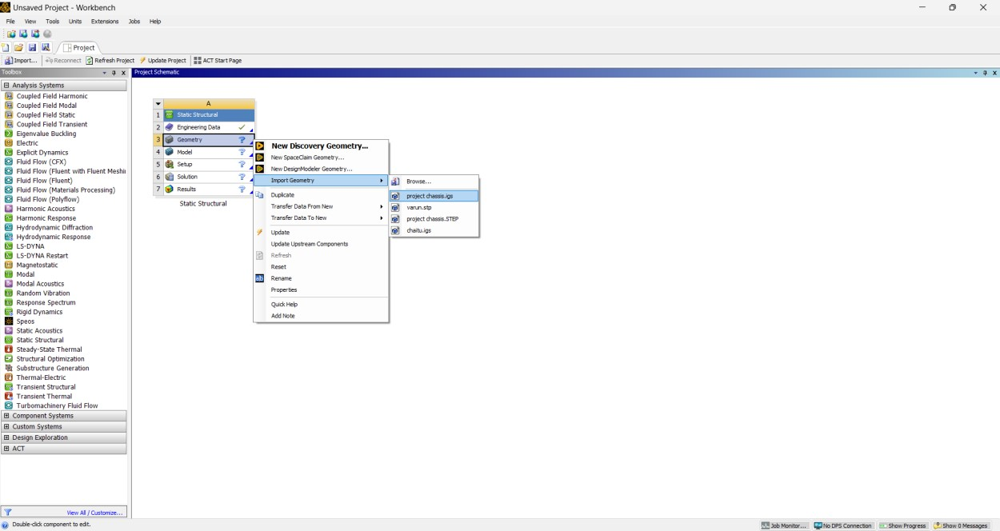 Unsaved Project - Workbench
File View Tools Units Extensions Jobs Help
Project
Import... Reconnect Refresh Project Update Project ACT Start Page
Toolbox
Project Schematic
Analysis Systems
Coupled Field Harmonic
Coupled Field Modal
Coupled Field Static
Coupled Field Transient
Eigenvalue Buckling
Electric
Explicit Dynamics
Fluid Flow (CFX)
Fluid Flow (Fluent with Fluent Meshin
Fluid Flow (Fluent)
Fluid Flow (Materials Processing)
Fluid Flow (Polyflow)
Harmonic Acoustics
Harmonic Response
Hydrodynamic Diffraction
Hydrodynamic Response
LS-DYNA
LS-DYNA Restart
Magnetostatic
Modal
Modal Acoustics
Random Vibration
Response Spectrum
Rigid Dynamics
Speos
Static Acoustics
Static Structural
Steady-State Thermal
Structural Optimization
Substructure Generation
Thermal-Electric
Transient Structural
Transient Thermal
Turbomachinery Fluid Flow
Component Systems
Custom Systems
Design Exploration
ACT
View All / Customize...
A
1 Static Structural
2 Engineering Data
3 Geometry ?
4 Model ?
5 Setup ?
6 Solution ?
7 Results ?
Static Structural
New Discovery Geometry...
New SpaceClaim Geometry...
New DesignModeler Geometry...
Import Geometry
Duplicate
Transfer Data From New
Transfer Data To New
Update
Update Upstream Components
Refresh
Reset
Rename
Properties
Quick Help
Add Note
Browse...
project chassis.igs
varun.stp
project chassis.STEP
chaitu.igs
Double-click component to edit.
Job Monitor... No DPS Connection Show Progress Show 0 Messages